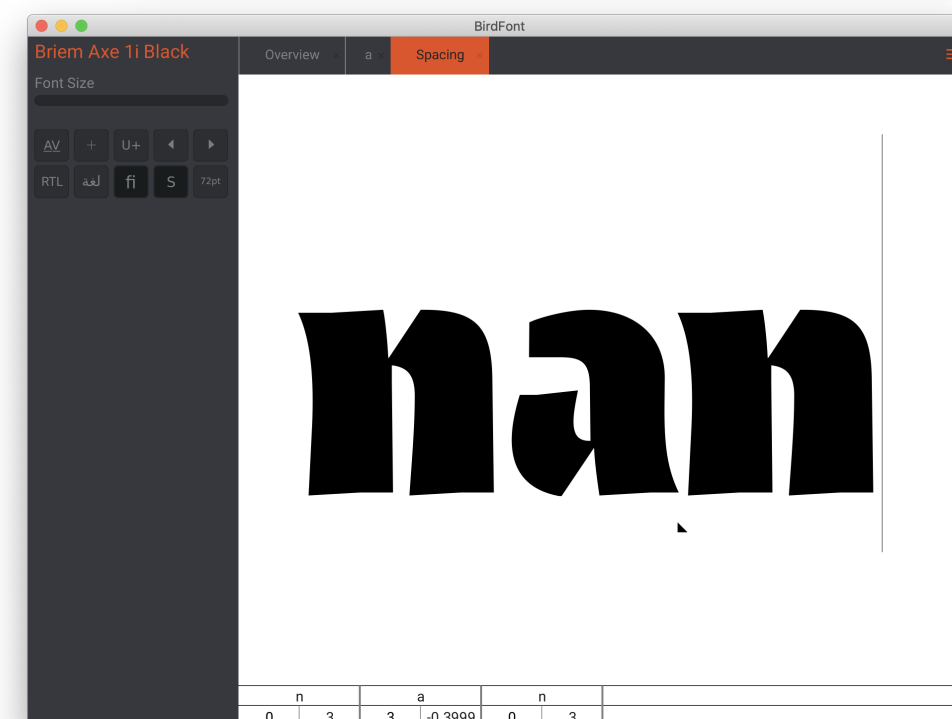 BirdFont
Briem Axe 1i Black
Overview × a × Spacing ×
Font Size
AV + U+
RTL لغة fi S 72pt
nan
n a n
0 3 3 -0.3999 0 3